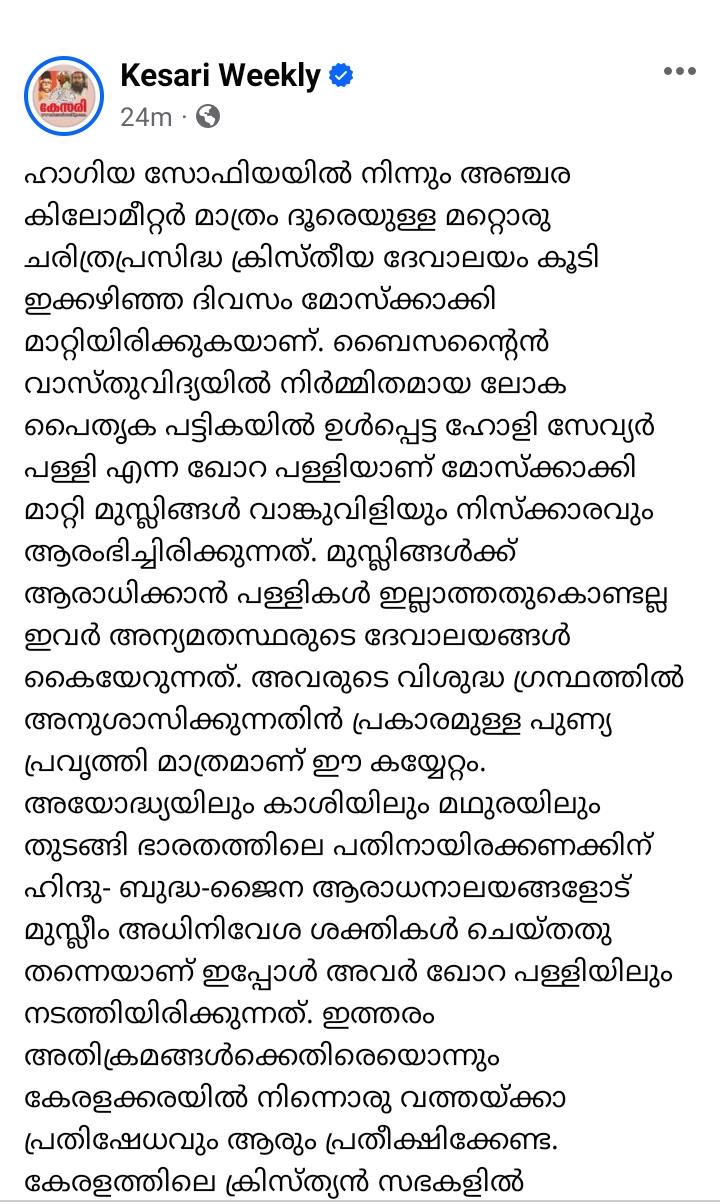 Kesari Weekly
24m ·
കേസരി
ഹാഗിയ സോഫിയയിൽ നിന്നും അഞ്ചര
കിലോമീറ്റർ മാത്രം ദൂരെയുള്ള മറ്റൊരു
ചരിത്രപ്രസിദ്ധ ക്രിസ്തീയ ദേവാലയം കൂടി
ഇക്കഴിഞ്ഞ ദിവസം മോസ്ക്കാക്കി
മാറ്റിയിരിക്കുകയാണ്. ബൈസന്റൈൻ
വാസ്തുവിദ്യയിൽ നിർമ്മിതമായ ലോക
പൈതൃക പട്ടികയിൽ ഉൾപ്പെട്ട ഹോളി സേവ്യർ
പള്ളി എന്ന ഖോറ പള്ളിയാണ് മോസ്ക്കാക്കി
മാറ്റി മുസ്ലിങ്ങൾ വാങ്കുവിളിയും നിസ്ക്കാരവും
ആരംഭിച്ചിരിക്കുന്നത്. മുസ്ലിങ്ങൾക്ക്
ആരാധിക്കാൻ പള്ളികൾ ഇല്ലാത്തതുകൊണ്ടല്ല
ഇവർ അന്യമതസ്ഥരുടെ ദേവാലയങ്ങൾ
കൈയേറുന്നത്. അവരുടെ വിശുദ്ധ ഗ്രന്ഥത്തിൽ
അനുശാസിക്കുന്നതിൻ പ്രകാരമുള്ള പുണ്യ
പ്രവൃത്തി മാത്രമാണ് ഈ കയ്യേറ്റം.
അയോദ്ധ്യയിലും കാശിയിലും മഥുരയിലും
തുടങ്ങി ഭാരതത്തിലെ പതിനായിരക്കണക്കിന്
ഹിന്ദു- ബുദ്ധ-ജൈന ആരാധനാലയങ്ങളോട്
മുസ്ലീം അധിനിവേശ ശക്തികൾ ചെയ്തതു
തന്നെയാണ് ഇപ്പോൾ അവർ ഖോറ പള്ളിയിലും
നടത്തിയിരിക്കുന്നത്. ഇത്തരം
അതിക്രമങ്ങൾക്കെതിരെയൊന്നും
കേരളക്കരയിൽ നിന്നൊരു വത്തയ്ക്കാ
പ്രതിഷേധവും ആരും പ്രതീക്ഷിക്കേണ്ട.
കേരളത്തിലെ ക്രിസ്ത്യൻ സഭകളിൽ